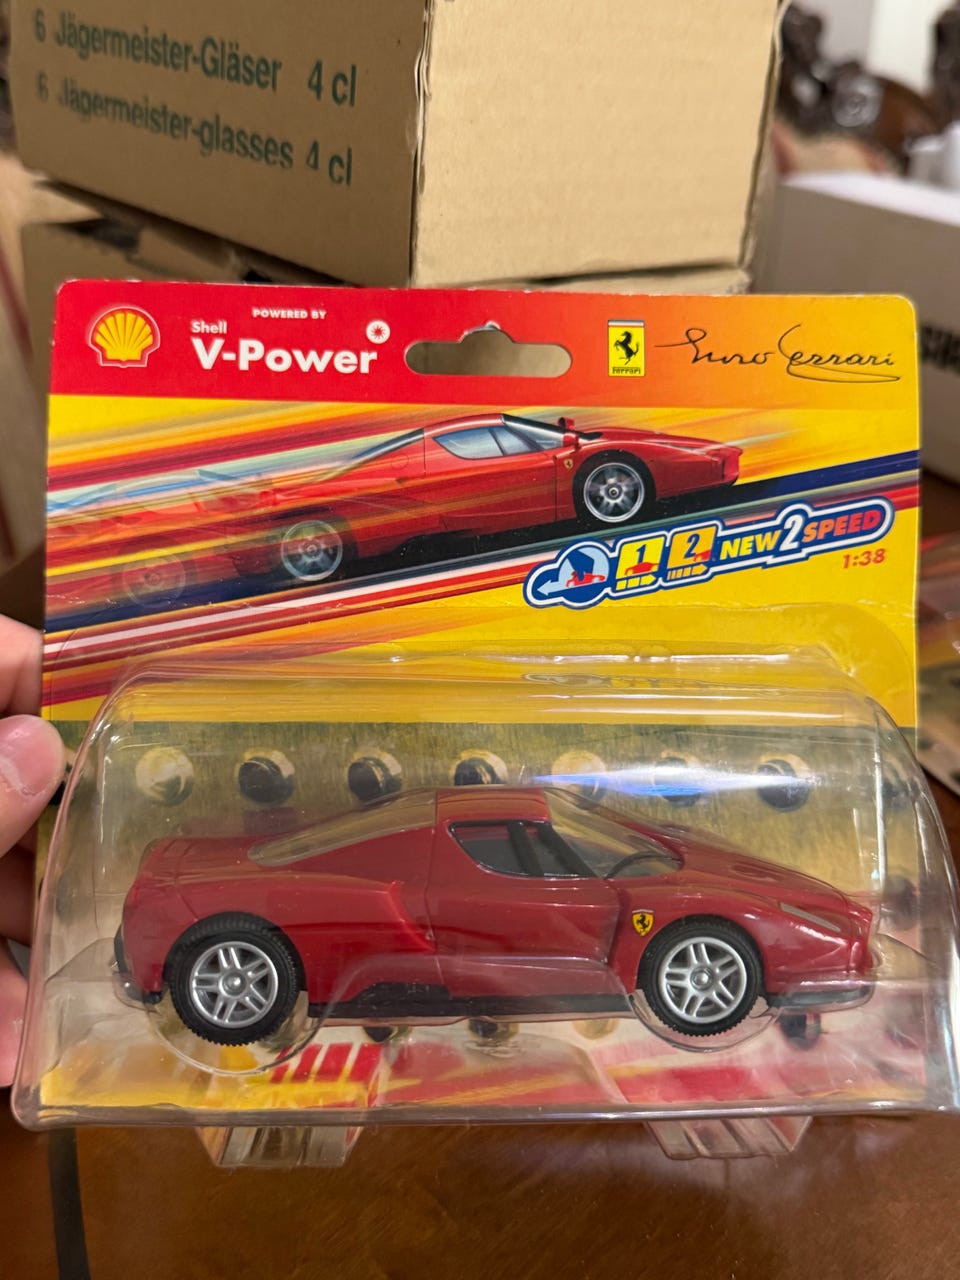 6 Jägermeister-Gläser 4 cl
6 Jägermeister-glasses 4 cl
POWERED BY
Shell
V-Power
Ferrari
Enzo Ferrari
1 2 NEW 2 SPEED
1:38